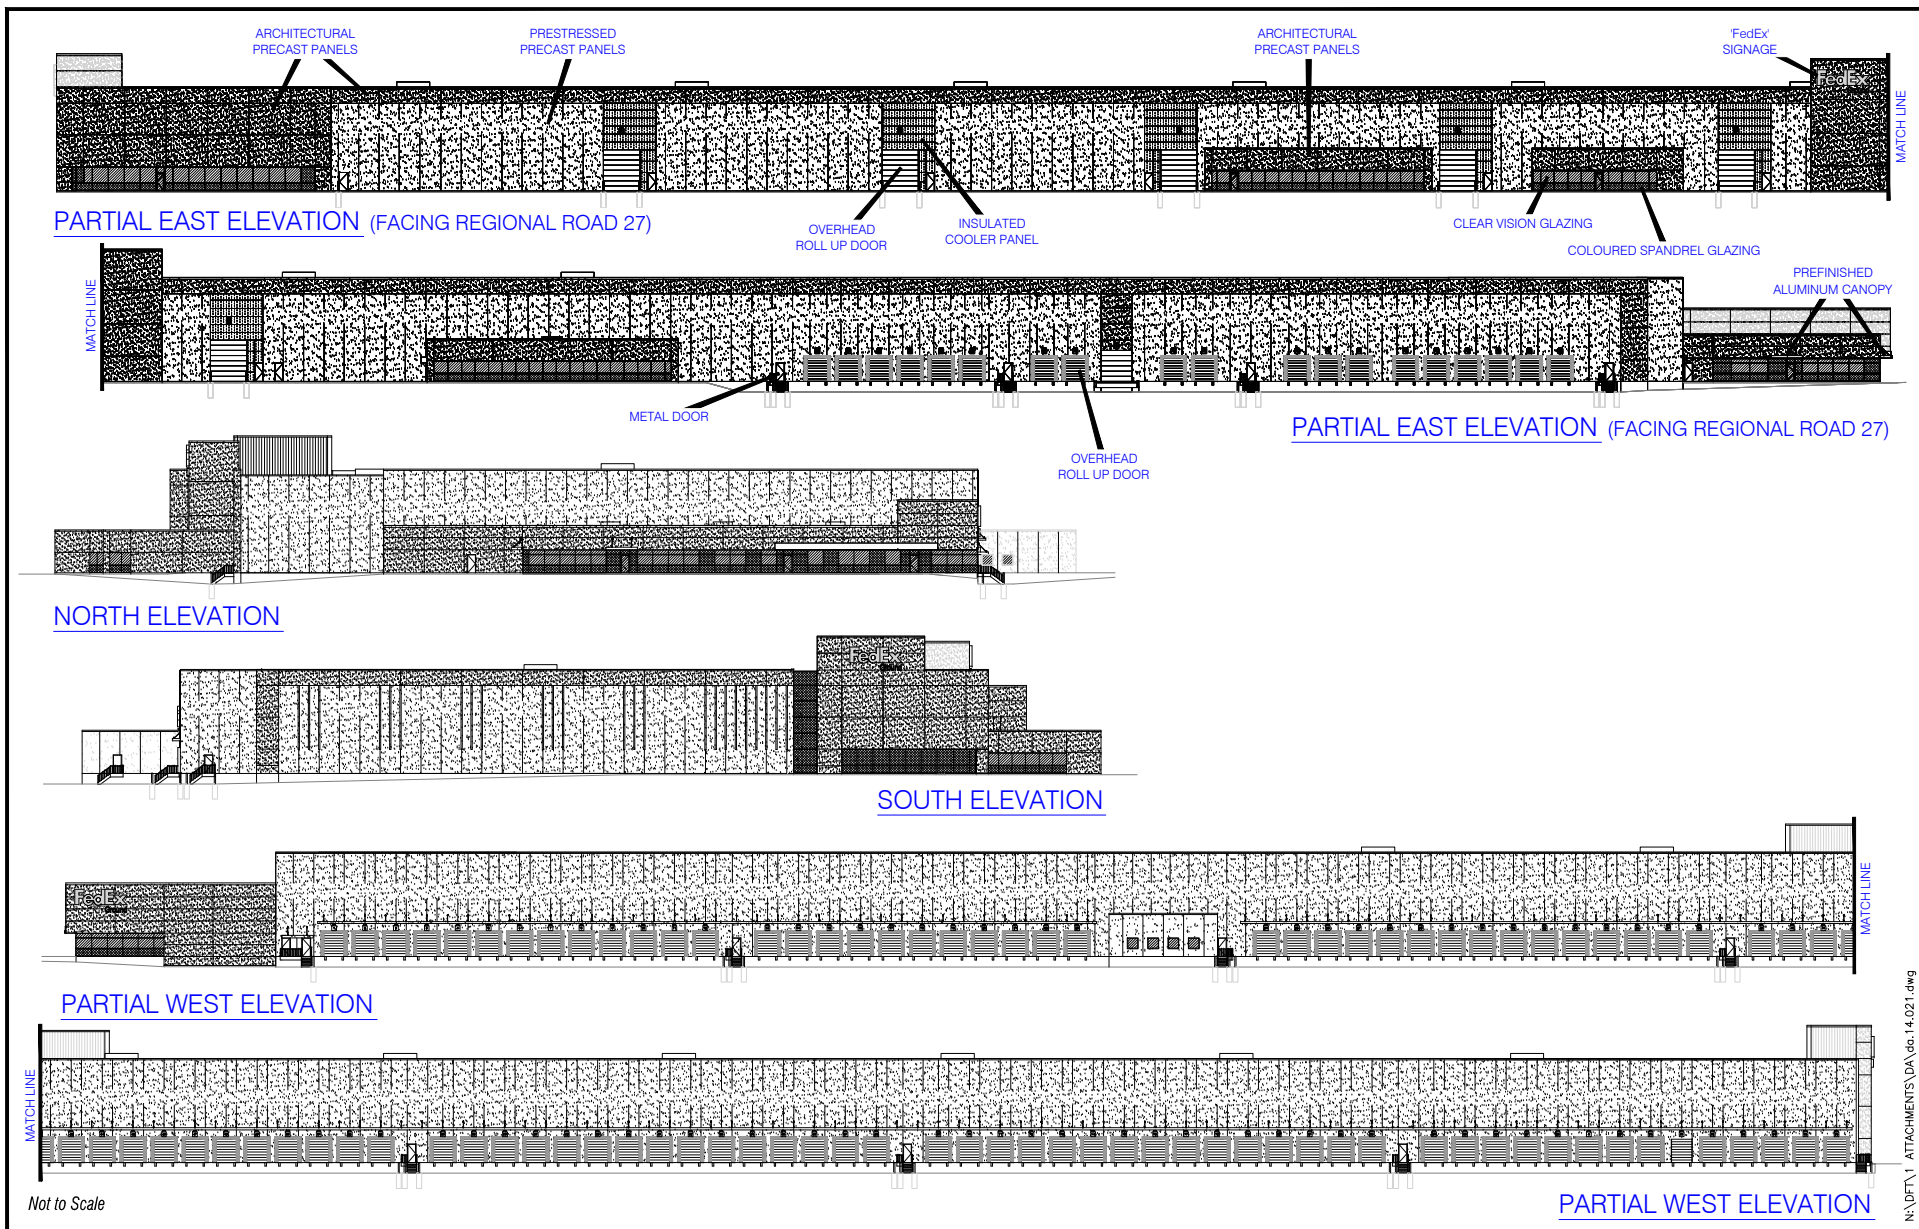 ARCHITECTURAL
PRECAST PANELS
PRESTRESSED
PRECAST PANELS
ARCHITECTURAL
PRECAST PANELS
'FedEx'
SIGNAGE
FedEx
MATCH LINE
PARTIAL EAST ELEVATION (FACING REGIONAL ROAD 27)
OVERHEAD
ROLL UP DOOR
INSULATED
COOLER PANEL
CLEAR VISION GLAZING
COLOURED SPANDREL GLAZING
MATCH LINE
PREFINISHED
ALUMINUM CANOPY
METAL DOOR
OVERHEAD
ROLL UP DOOR
PARTIAL EAST ELEVATION (FACING REGIONAL ROAD 27)
NORTH ELEVATION
FedEx
Ground
SOUTH ELEVATION
FedEx
Ground
MATCH LINE
PARTIAL WEST ELEVATION
MATCH LINE
Not to Scale
PARTIAL WEST ELEVATION
N:\DFT\1 ATTACHMENTS\DA\da.14.021.dwg